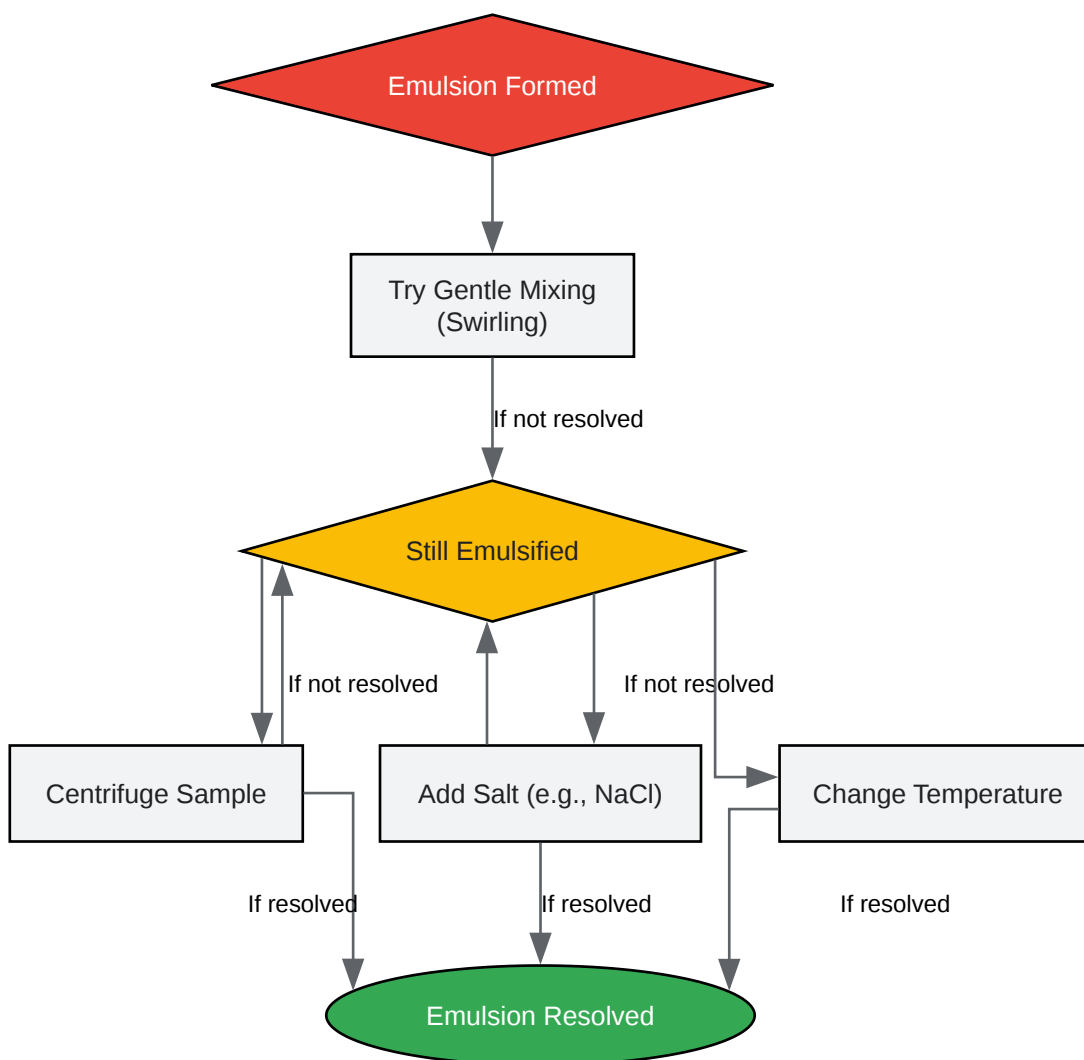 Emulsion Formed
Try Gentle Mixing
(Swirling)
If not resolved
Still Emulsified
If not resolved
If not resolved
Centrifuge Sample
Add Salt (e.g., NaCl)
Change Temperature
If resolved
If resolved
If resolved
Emulsion Resolved